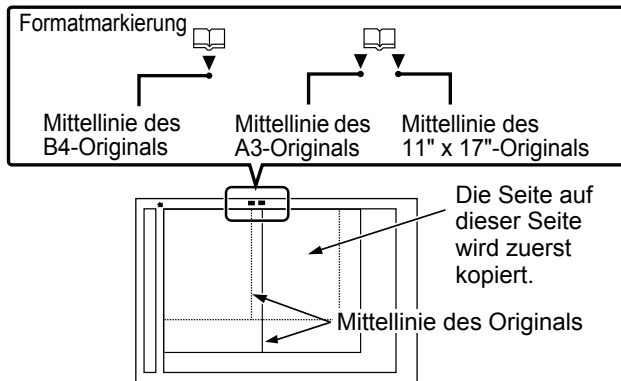 Formatmarkierung
Mittellinie des
B4-Originals
Mittellinie des
A3-Originals
Mittellinie des
11" x 17"-Originals
Die Seite auf
dieser Seite
wird zuerst
kopiert.
Mittellinie des Originals